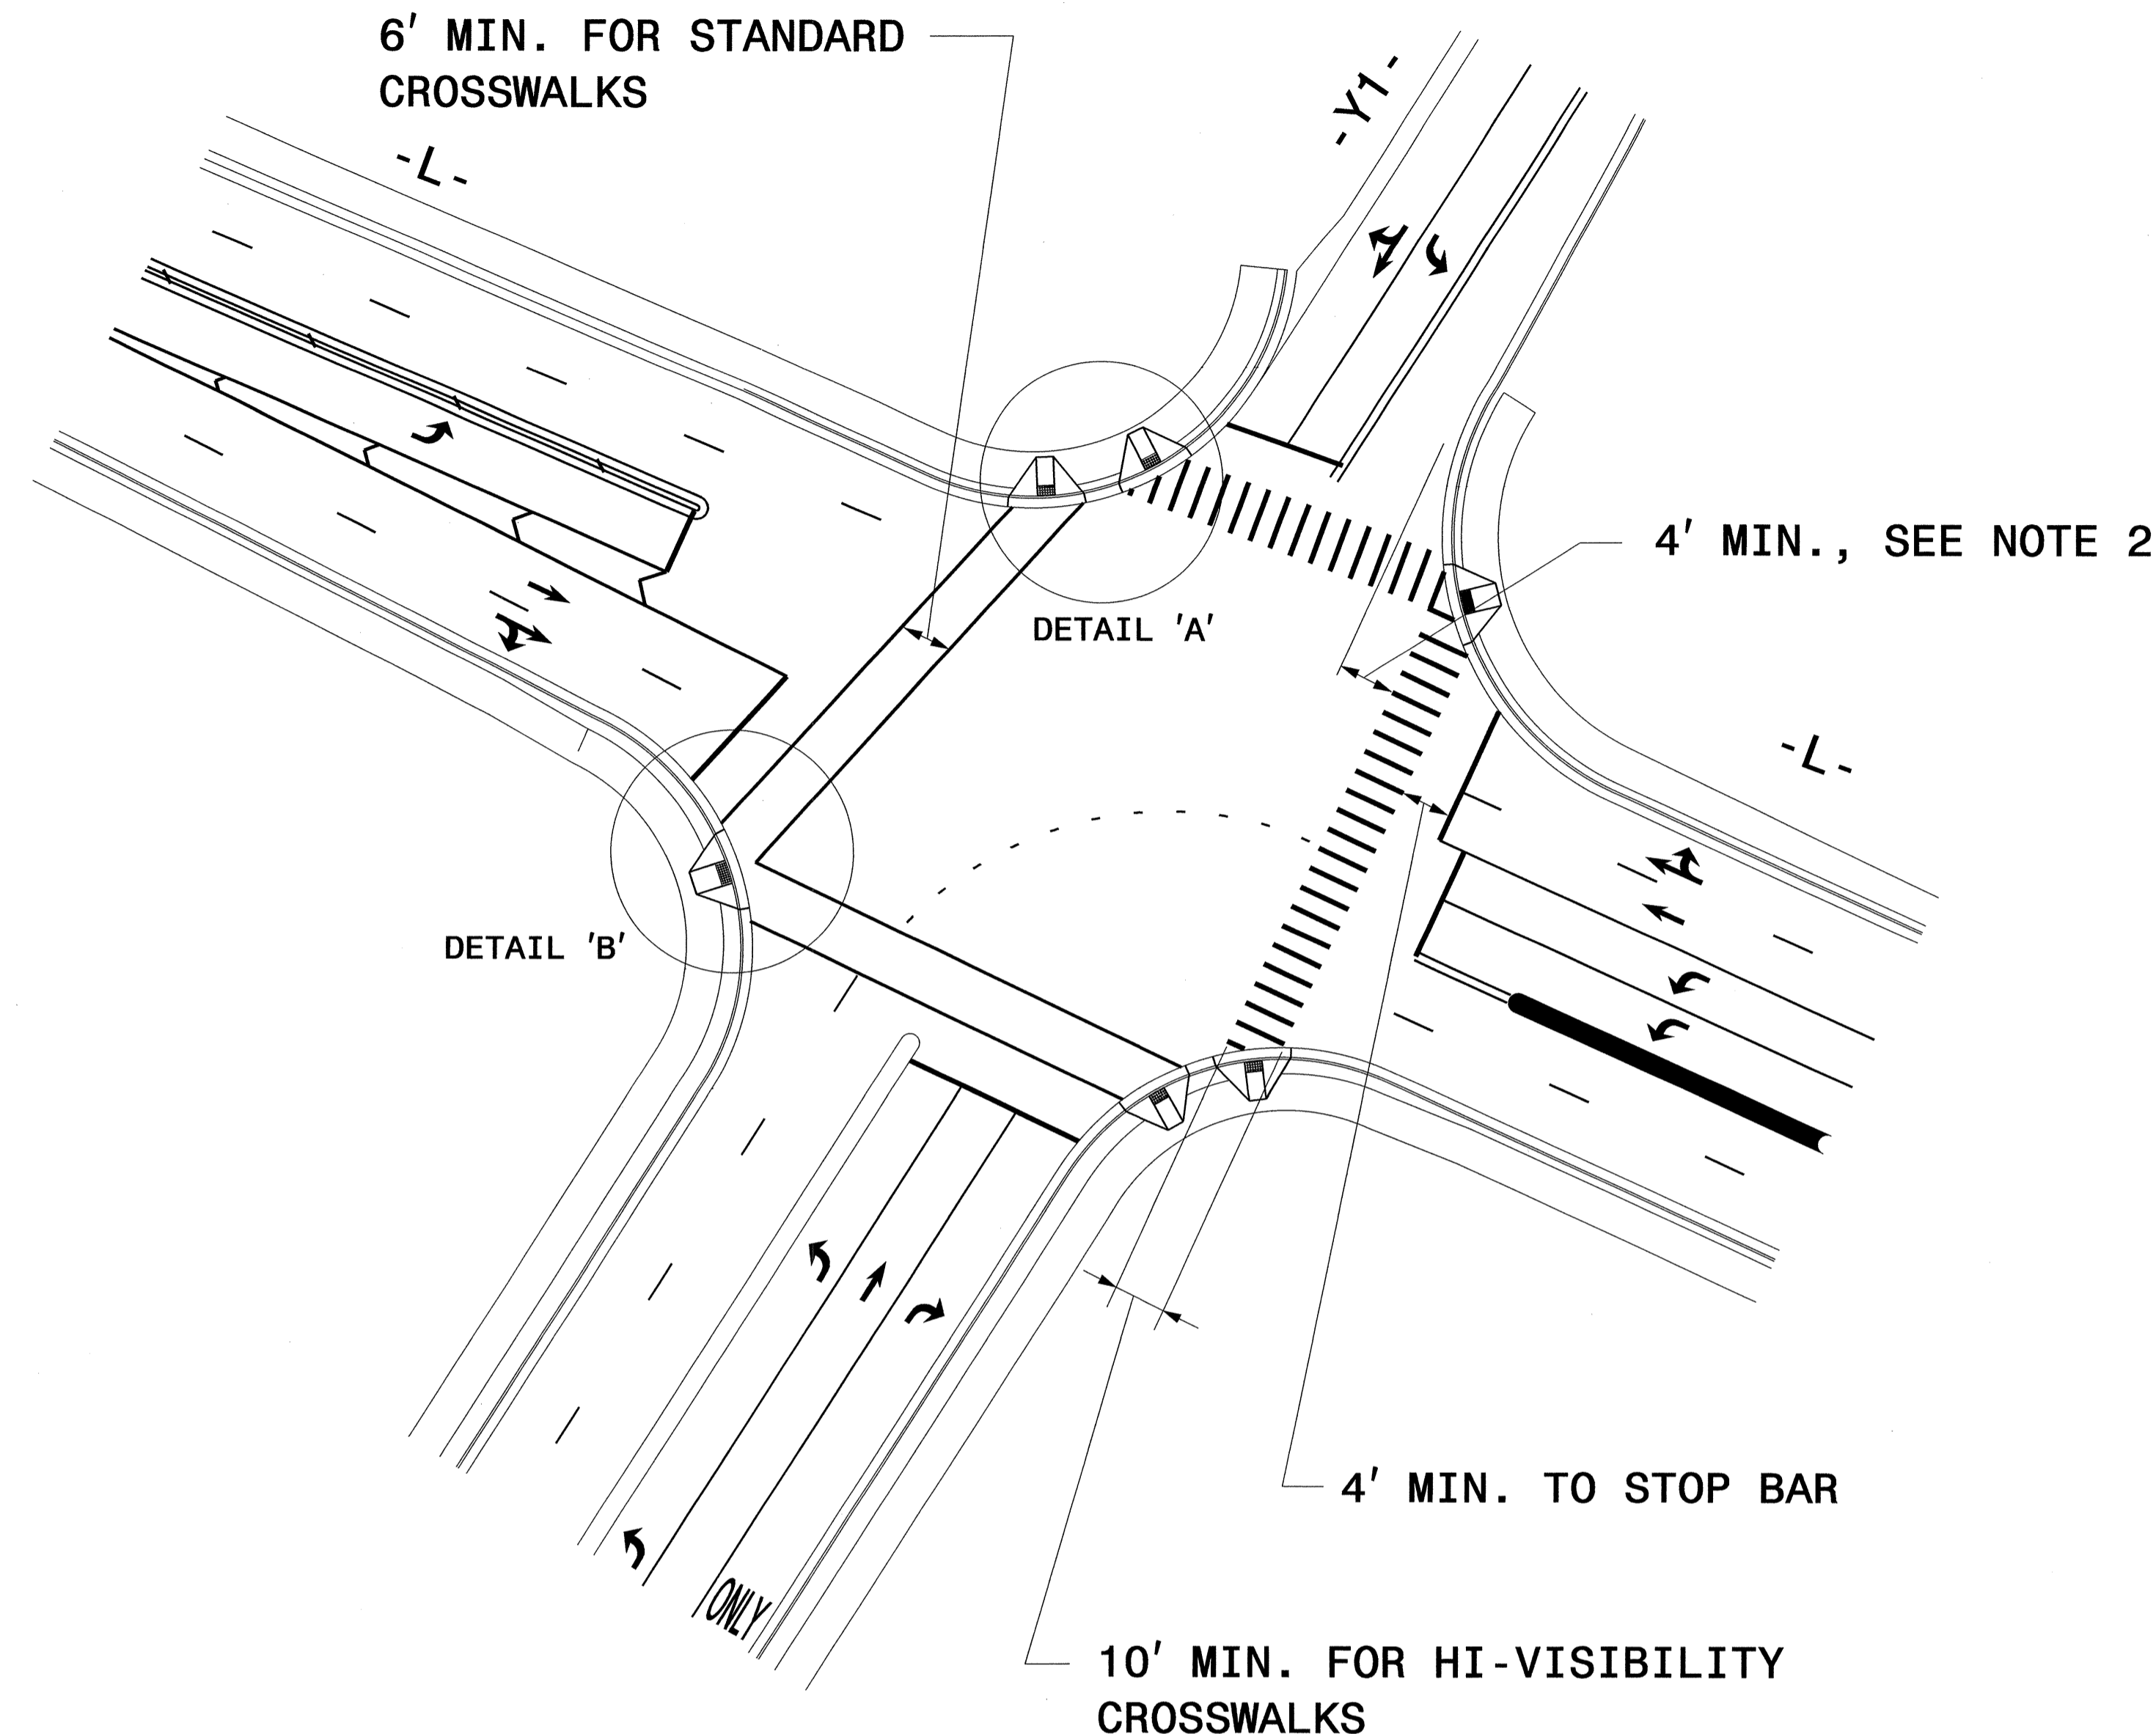 6' MIN. FOR STANDARD
CROSSWALKS
-L-
-Y1-
4' MIN., SEE NOTE 2
DETAIL 'A'
-L-
DETAIL 'B'
4' MIN. TO STOP BAR
ONLY
10' MIN. FOR HI-VISIBILITY
CROSSWALKS